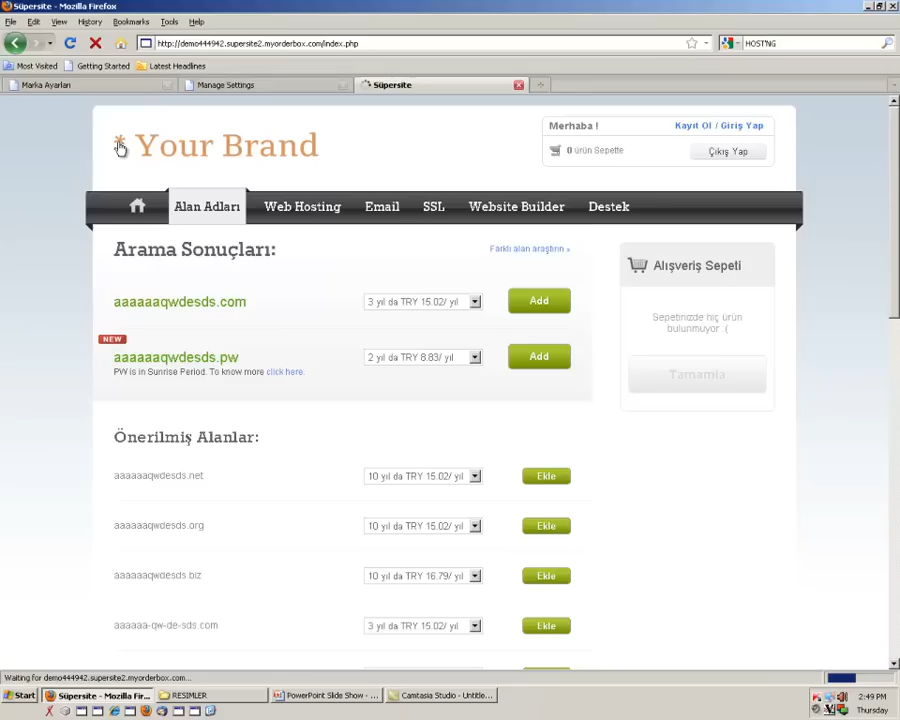 Süpersite - Mozilla Firefox
File Edit View History Bookmarks Tools Help
http://demo444942.supersite2.myorderbox.com/index.php
HOSTNG
Most Visited Getting Started Latest Headlines
Marka Ayarları Manage Settings Süpersite
* Your Brand
Merhaba ! Kayıt Ol / Giriş Yap
0 ürün Sepette Çıkış Yap
Alan Adları Web Hosting Email SSL Website Builder Destek
Arama Sonuçları: Farklı alan araştırın »
Alışveriş Sepeti
Sepetinizde hiç ürün
bulunmuyor :(
Tamamla
aaaaaaqwdesds.com 3 yıl da TRY 15.02/ yıl Add
NEW
aaaaaaqwdesds.pw 2 yıl da TRY 8.83/ yıl Add
PW is in Sunrise Period. To know more click here.
Önerilmiş Alanlar:
aaaaaaqwdesds.net 10 yıl da TRY 15.02/ yıl Ekle
aaaaaaqwdesds.org 10 yıl da TRY 15.02/ yıl Ekle
aaaaaaqwdesds.biz 10 yıl da TRY 16.79/ yıl Ekle
aaaaaa-qw-de-sds.com 3 yıl da TRY 15.02/ yıl Ekle
Waiting for demo444942.supersite2.myorderbox.com...
Start Süpersite - Mozilla Fir... RESIMLER PowerPoint Slide Show - ... Camtasia Studio - Untitle... 2:49 PM
Thursday